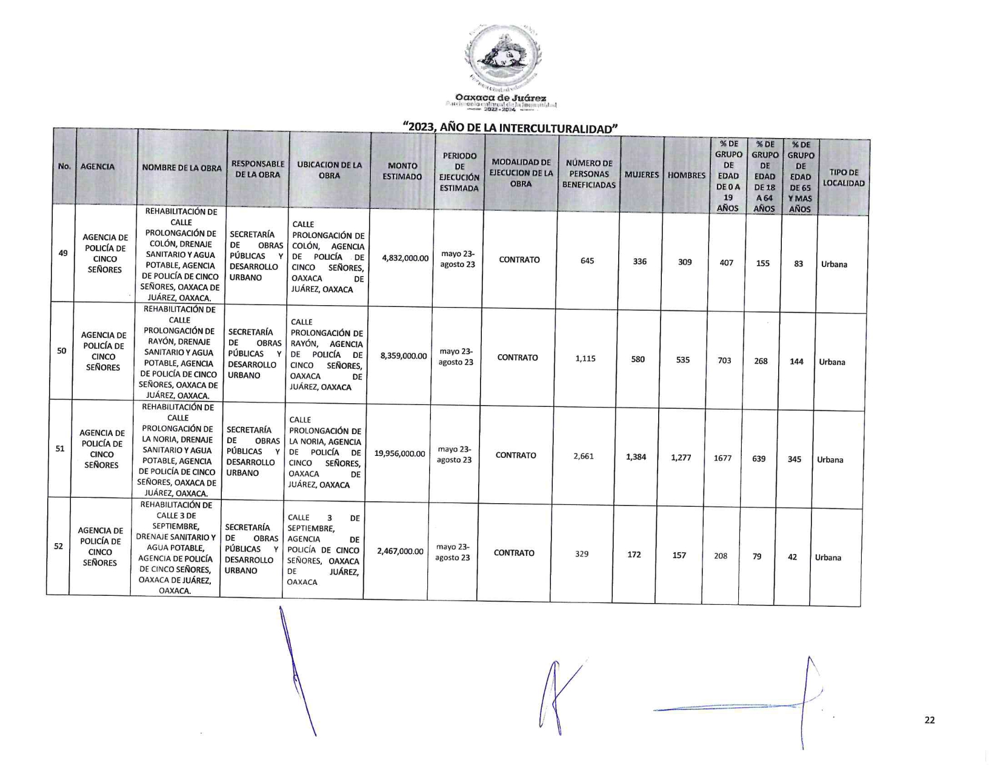 Oaxaca de Juárez
Patrimonio cultural de la humanidad
2022 - 2024
“2023, AÑO DE LA INTERCULTURALIDAD”
No.
AGENCIA
NOMBRE DE LA OBRA
RESPONSABLE
DE LA OBRA
UBICACION DE LA
OBRA
MONTO
ESTIMADO
PERIODO
DE
EJECUCIÓN
ESTIMADA
MODALIDAD DE
EJECUCION DE LA
OBRA
NÚMERO DE
PERSONAS
BENEFICIADAS
MUJERES
HOMBRES
% DE
GRUPO
DE
EDAD
DE 0 A
19
AÑOS
% DE
GRUPO
DE
EDAD
DE 18
A 64
AÑOS
% DE
GRUPO
DE
EDAD
DE 65
Y MAS
AÑOS
TIPO DE
LOCALIDAD
49
AGENCIA DE
POLICÍA DE
CINCO
SEÑORES
REHABILITACIÓN DE
CALLE
PROLONGACIÓN DE
COLÓN, DRENAJE
SANITARIO Y AGUA
POTABLE, AGENCIA
DE POLICÍA DE CINCO
SEÑORES, OAXACA DE
JUÁREZ, OAXACA.
SECRETARÍA
DE OBRAS
PÚBLICAS Y
DESARROLLO
URBANO
CALLE
PROLONGACIÓN DE
COLÓN, AGENCIA
DE POLICÍA DE
CINCO SEÑORES,
OAXACA DE
JUÁREZ, OAXACA
4,832,000.00
mayo 23-
agosto 23
CONTRATO
645
336
309
407
155
83
Urbana
50
AGENCIA DE
POLICÍA DE
CINCO
SEÑORES
REHABILITACIÓN DE
CALLE
PROLONGACIÓN DE
RAYÓN, DRENAJE
SANITARIO Y AGUA
POTABLE, AGENCIA
DE POLICÍA DE CINCO
SEÑORES, OAXACA DE
JUÁREZ, OAXACA.
SECRETARÍA
DE OBRAS
PÚBLICAS Y
DESARROLLO
URBANO
CALLE
PROLONGACIÓN DE
RAYÓN, AGENCIA
DE POLICÍA DE
CINCO SEÑORES,
OAXACA DE
JUÁREZ, OAXACA
8,359,000.00
mayo 23-
agosto 23
CONTRATO
1,115
580
535
703
268
144
Urbana
51
AGENCIA DE
POLICÍA DE
CINCO
SEÑORES
REHABILITACIÓN DE
CALLE
PROLONGACIÓN DE
LA NORIA, DRENAJE
SANITARIO Y AGUA
POTABLE, AGENCIA
DE POLICÍA DE CINCO
SEÑORES, OAXACA DE
JUÁREZ, OAXACA.
SECRETARÍA
DE OBRAS
PÚBLICAS Y
DESARROLLO
URBANO
CALLE
PROLONGACIÓN DE
LA NORIA, AGENCIA
DE POLICÍA DE
CINCO SEÑORES,
OAXACA DE
JUÁREZ, OAXACA
19,956,000.00
mayo 23-
agosto 23
CONTRATO
2,661
1,384
1,277
1677
639
345
Urbana
52
AGENCIA DE
POLICÍA DE
CINCO
SEÑORES
REHABILITACIÓN DE
CALLE 3 DE
SEPTIEMBRE,
DRENAJE SANITARIO Y
AGUA POTABLE,
AGENCIA DE POLICÍA
DE CINCO SEÑORES,
OAXACA DE JUÁREZ,
OAXACA.
SECRETARÍA
DE OBRAS
PÚBLICAS Y
DESARROLLO
URBANO
CALLE 3 DE
SEPTIEMBRE,
AGENCIA DE
POLICÍA DE CINCO
SEÑORES, OAXACA
DE JUÁREZ,
OAXACA
2,467,000.00
mayo 23-
agosto 23
CONTRATO
329
172
157
208
79
42
Urbana
22